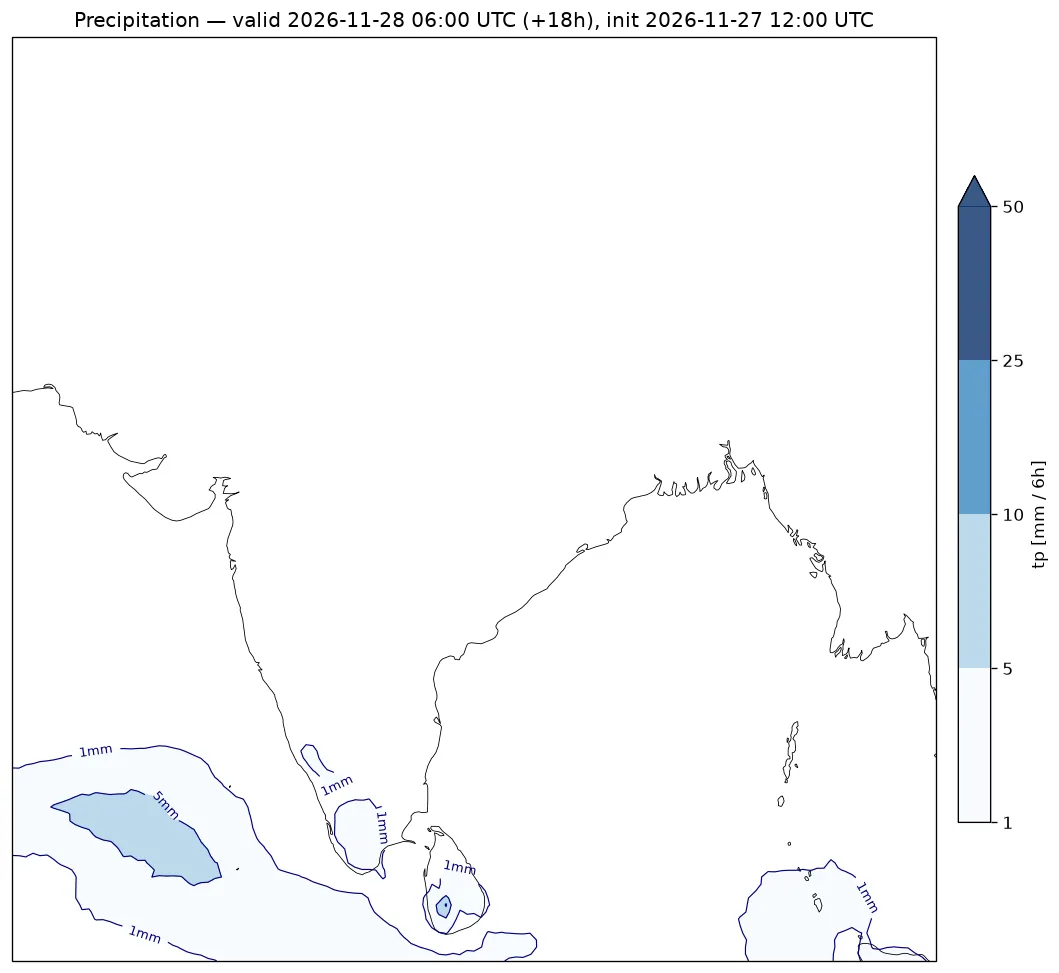 Precipitation — valid 2026-11-28 06:00 UTC (+18h), init 2026-11-27 12:00 UTC
50
25
10
5
1
tp [mm / 6h]
1mm
5mm
1mm
1mm
1mm
1mm
1mm